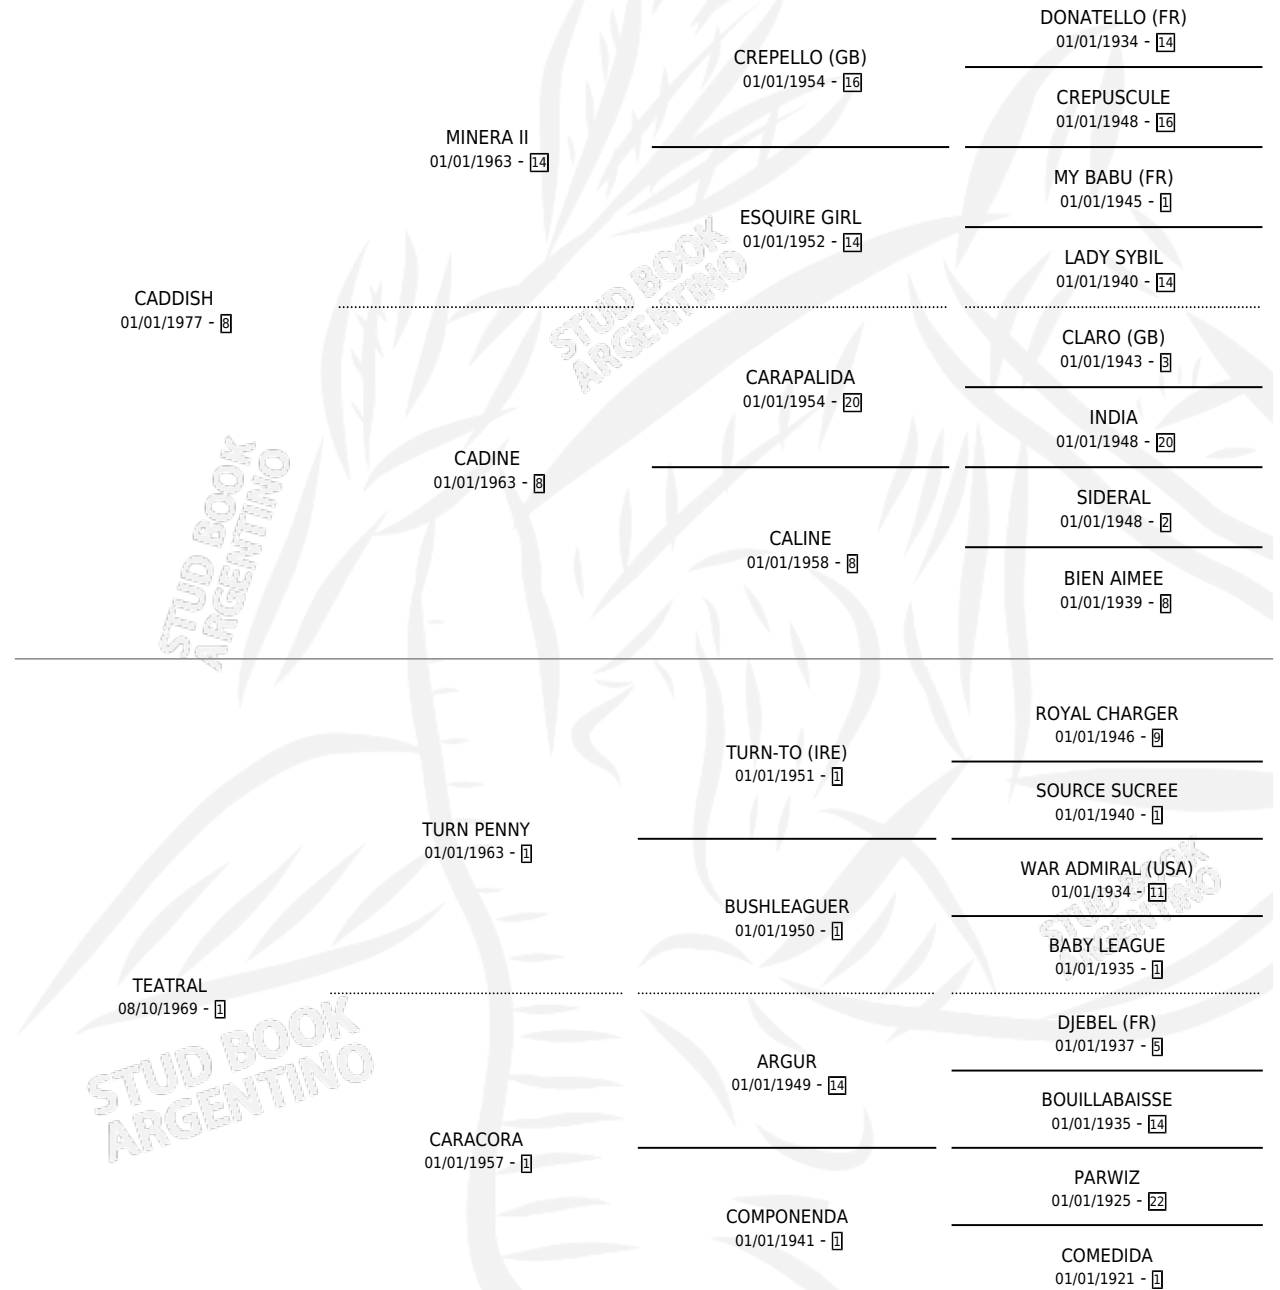 DONATELLO (FR)
01/01/1934 - 14
CREPELLO (GB)
01/01/1954 - 16
CREPUSCULE
01/01/1948 - 16
MINERA II
01/01/1963 - 14
MY BABU (FR)
01/01/1945 - 1
ESQUIRE GIRL
01/01/1952 - 14
LADY SYBIL
01/01/1940 - 14
CADDISH
01/01/1977 - 8
STUD BOOK
ARGENTINO
CLARO (GB)
01/01/1943 - 3
CARAPALIDA
01/01/1954 - 20
INDIA
01/01/1948 - 20
CADINE
01/01/1963 - 8
SIDERAL
01/01/1948 - 2
CALINE
01/01/1958 - 8
BIEN AIMEE
01/01/1939 - 8
STUD BOOK
ARGENTINO
ROYAL CHARGER
01/01/1946 - 9
TURN-TO (IRE)
01/01/1951 - 1
SOURCE SUCREE
01/01/1940 - 1
TURN PENNY
01/01/1963 - 1
WAR ADMIRAL (USA)
01/01/1934 - 11
BUSHLEAGUER
01/01/1950 - 1
STUD BOOK
ARGENTINO
BABY LEAGUE
01/01/1935 - 1
TEATRAL
08/10/1969 - 1
STUD BOOK
ARGENTINO
DJEBEL (FR)
01/01/1937 - 5
ARGUR
01/01/1949 - 14
BOUILLABAISSE
01/01/1935 - 14
CARACORA
01/01/1957 - 1
PARWIZ
01/01/1925 - 22
COMPONENDA
01/01/1941 - 1
COMEDIDA
01/01/1921 - 1